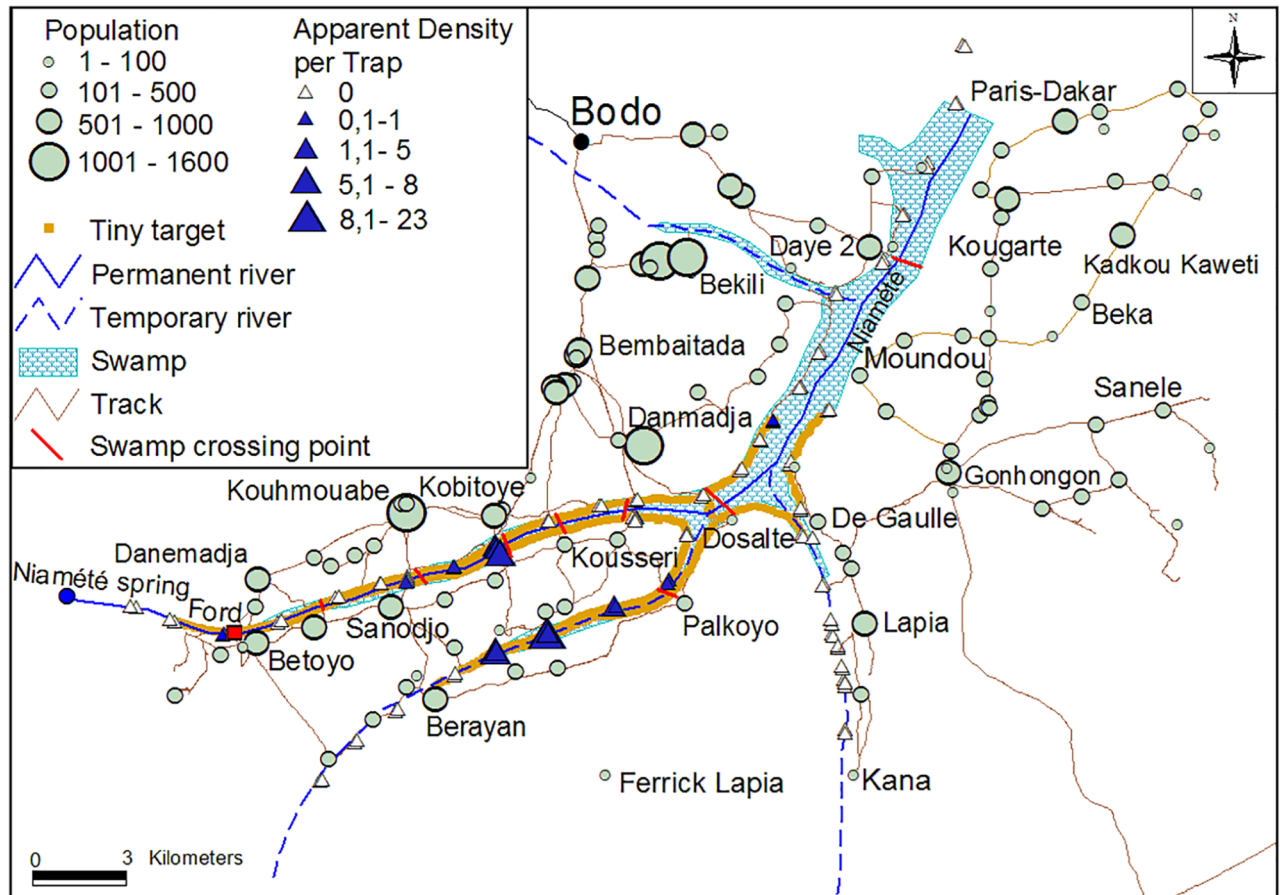 Population
1 - 100
101 - 500
501 - 1000
1001 - 1600
Apparent Density
per Trap
0
0,1-1
1,1- 5
5,1 - 8
8,1- 23
Tiny target
Permanent river
Temporary river
Swamp
Track
Swamp crossing point
N
Paris-Dakar
Bodo
Daye 2
Kougarte
Kadkou Kaweti
Bekili
Niamété
Beka
Bembaitada
Moundou
Sanele
Danmadja
Gonhongon
Kouhmouabe
Kobitoye
De Gaulle
Dosalte
Danemadja
Kousseri
Niamété spring
Ford
Sanodjo
Palkoyo
Lapia
Betoyo
Berayan
Ferrick Lapia
Kana
0 3 Kilometers